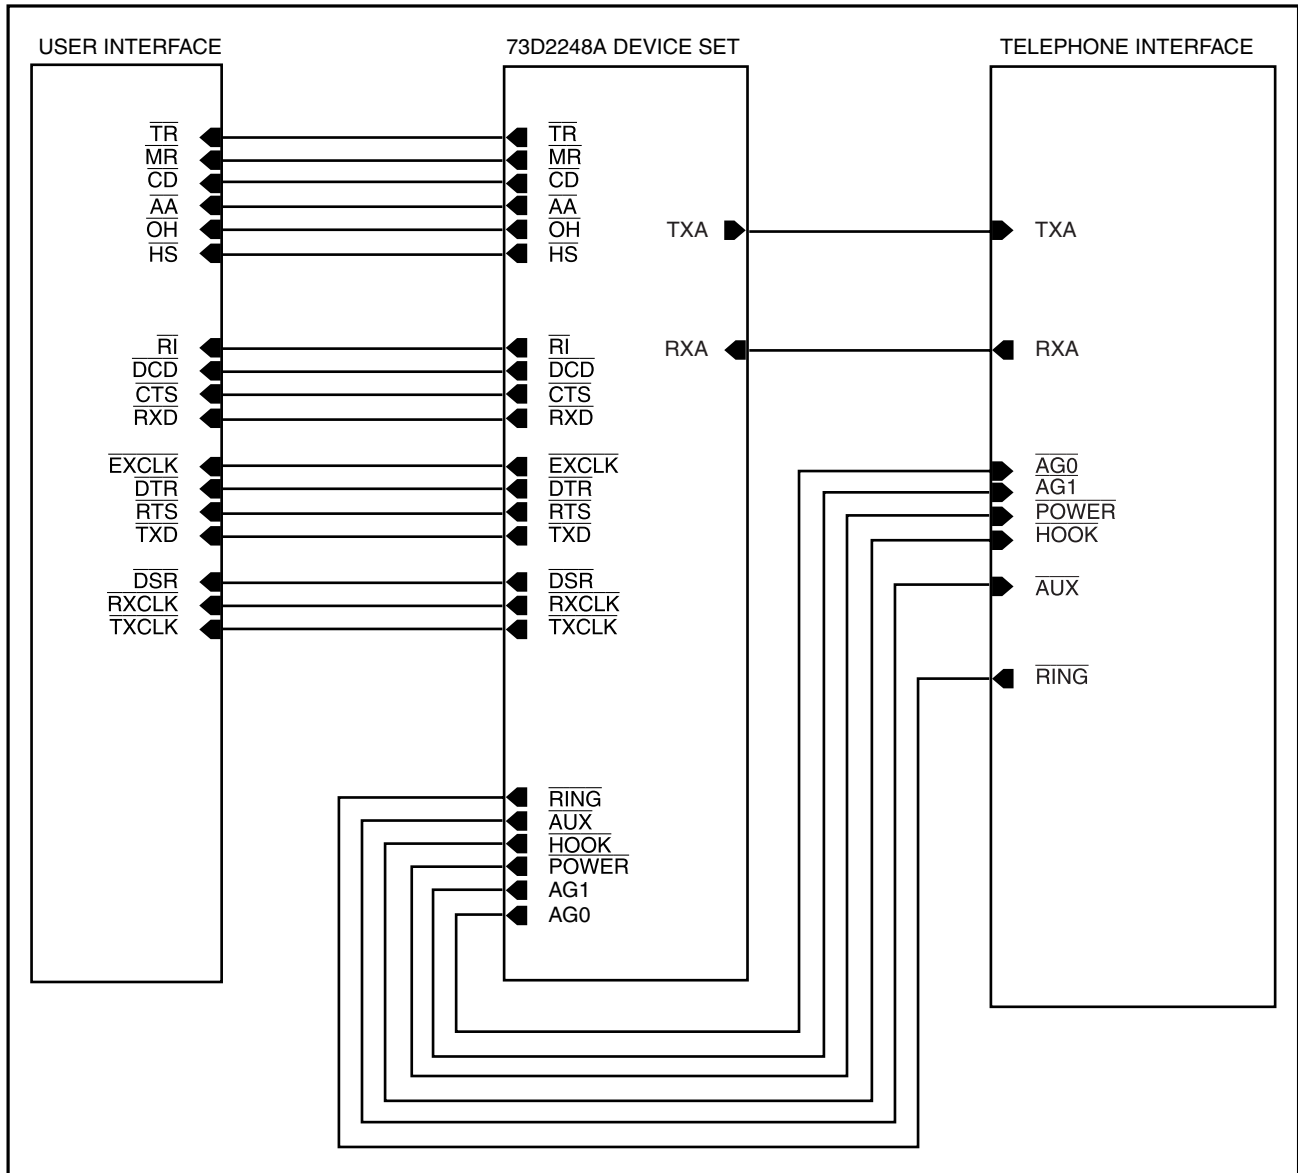 USER INTERFACE
TR
MR
CD
AA
OH
HS
RI
DCD
CTS
RXD
EXCLK
DTR
RTS
TXD
DSR
RXCLK
TXCLK
73D2248A DEVICE SET
TR
MR
CD
AA
OH
HS
RI
DCD
CTS
RXD
EXCLK
DTR
RTS
TXD
DSR
RXCLK
TXCLK
RING
AUX
HOOK
POWER
AG1
AG0
TXA
RXA
TELEPHONE INTERFACE
TXA
RXA
AG0
AG1
POWER
HOOK
AUX
RING